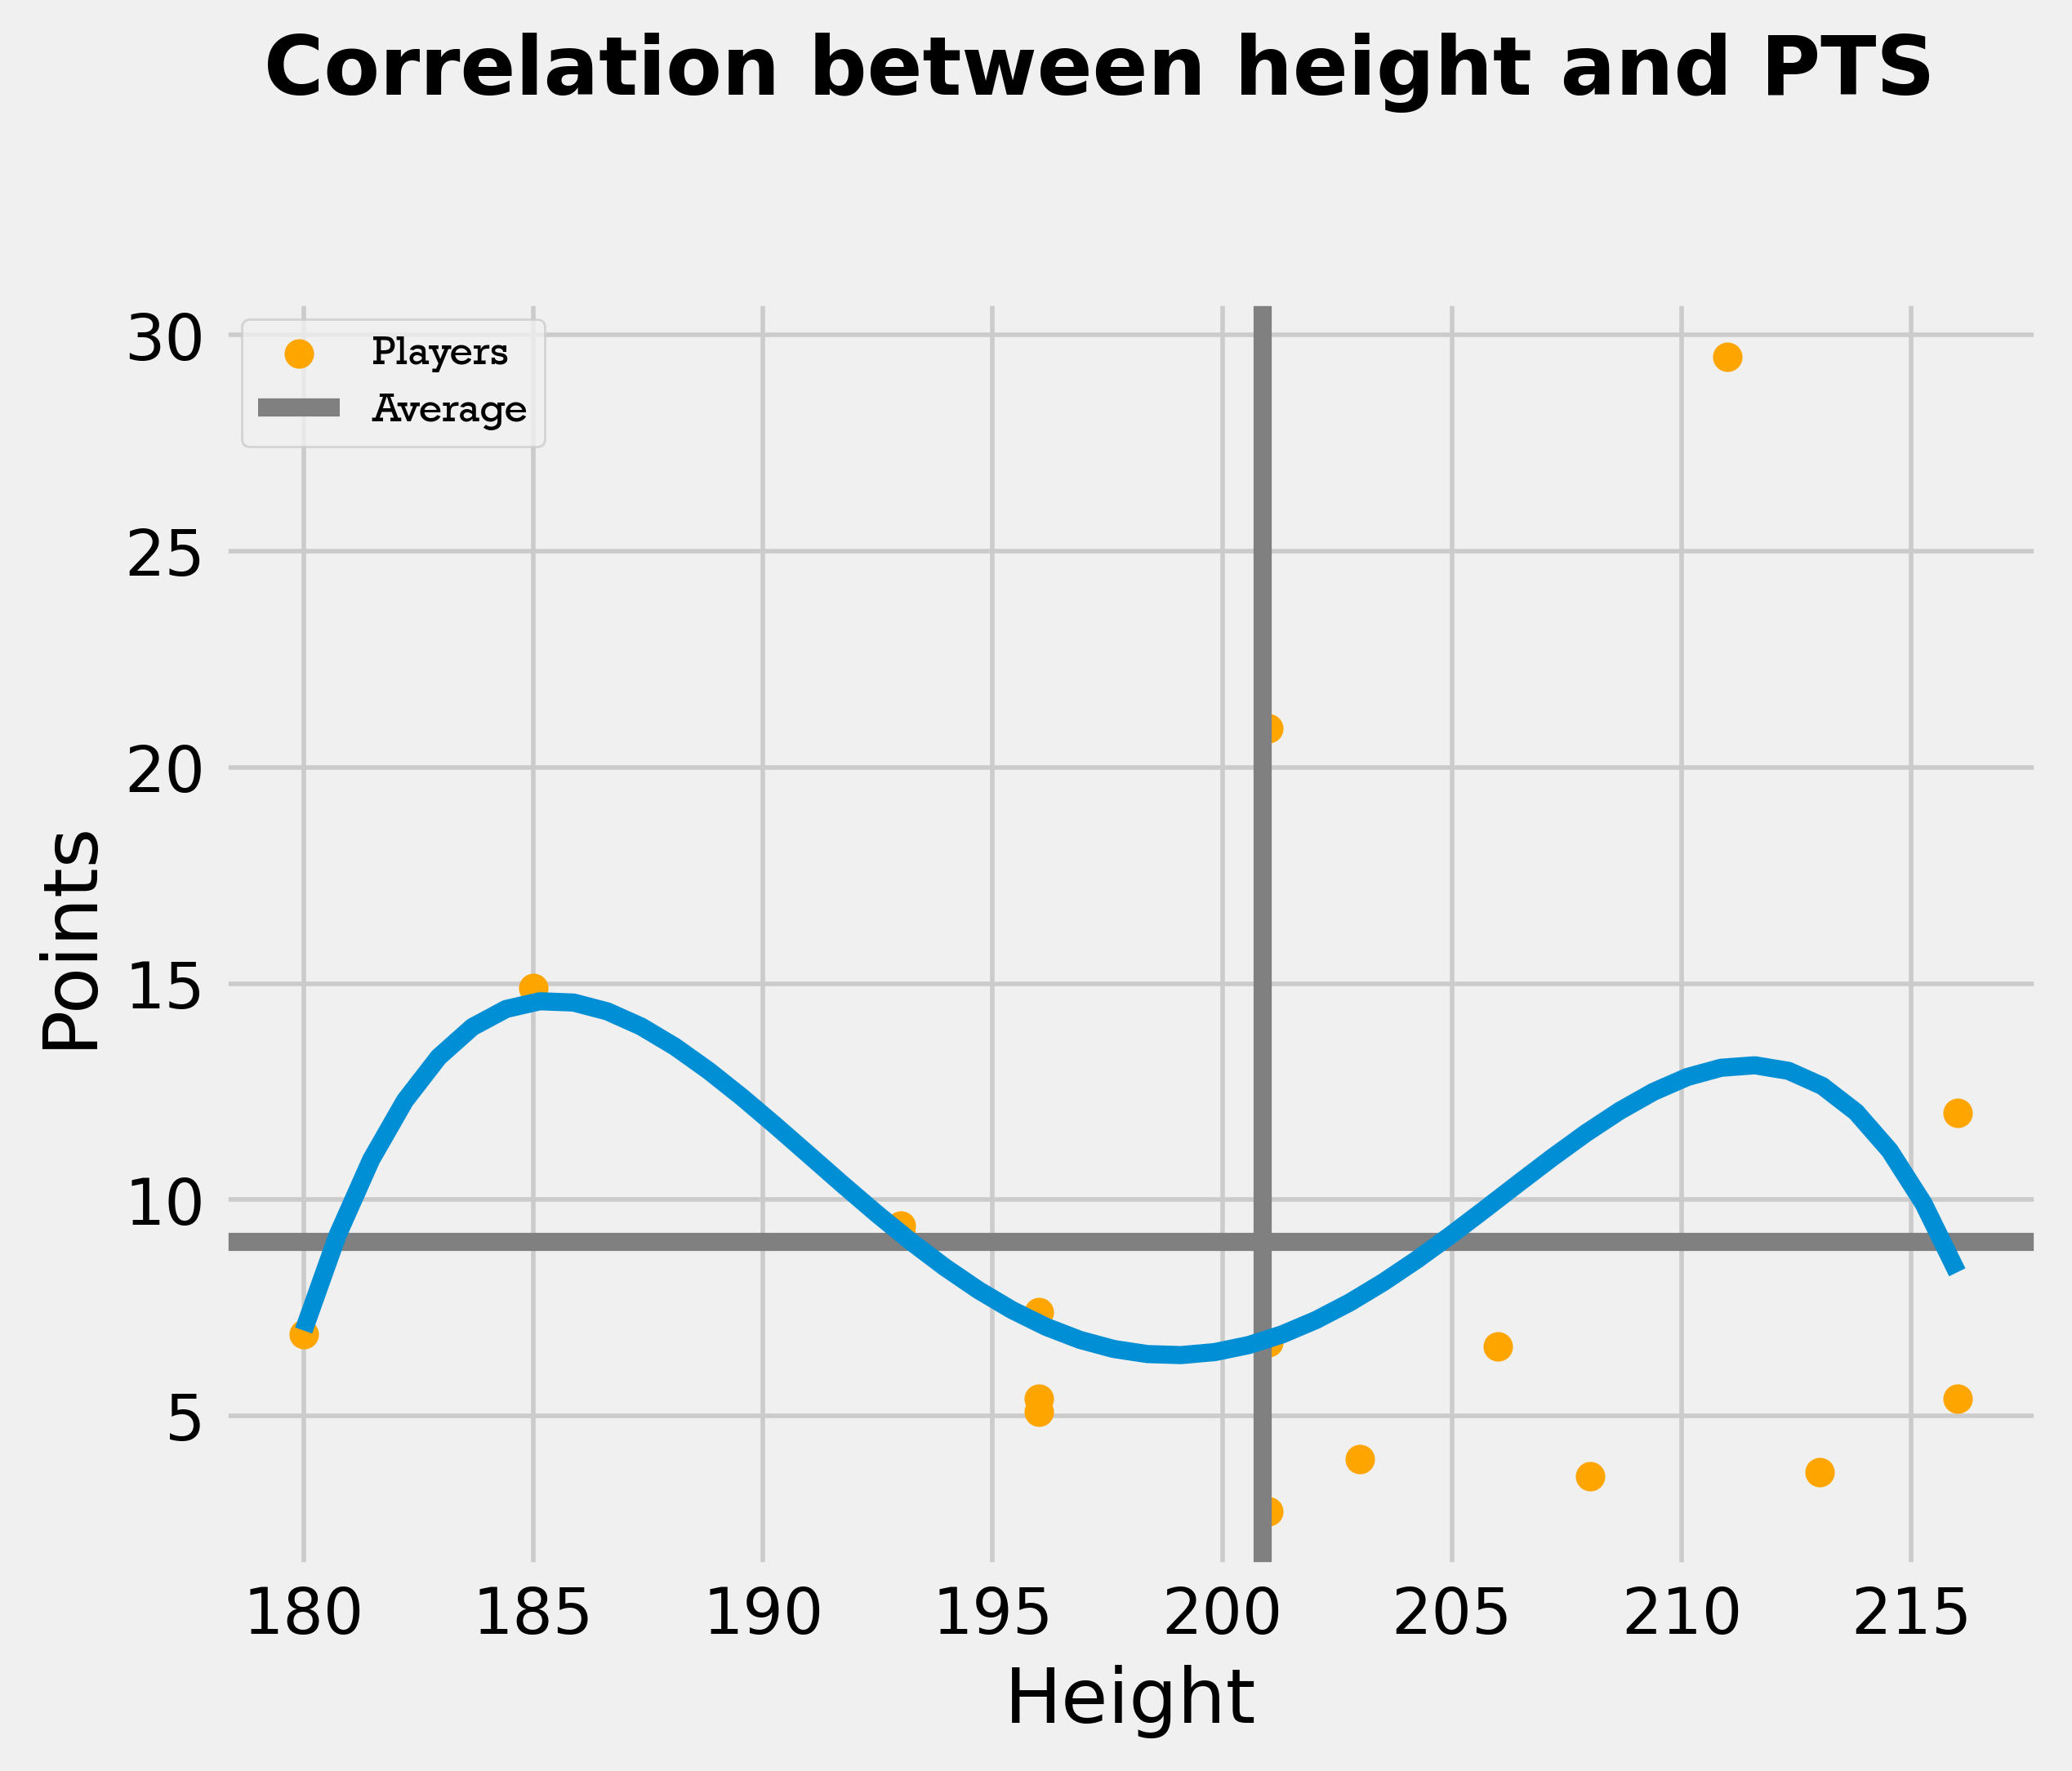 Correlation between height and PTS
Players
Average
30
25
20
15
10
5
Points
180 185 190 195 200 205 210 215
Height